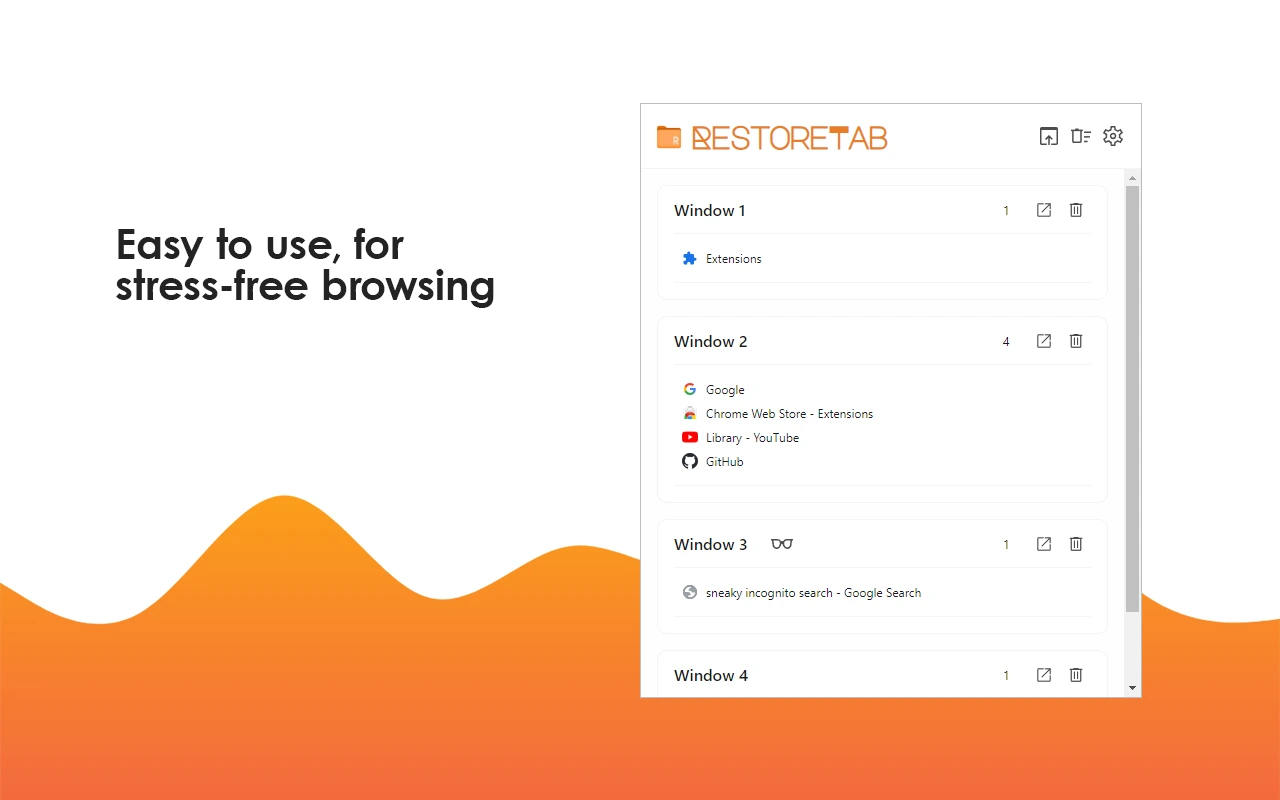 Easy to use, for
stress-free browsing
R RESTORETAB
Window 1 1
Extensions
Window 2 4
Google
Chrome Web Store - Extensions
Library - YouTube
GitHub
Window 3 1
sneaky incognito search - Google Search
Window 4 1